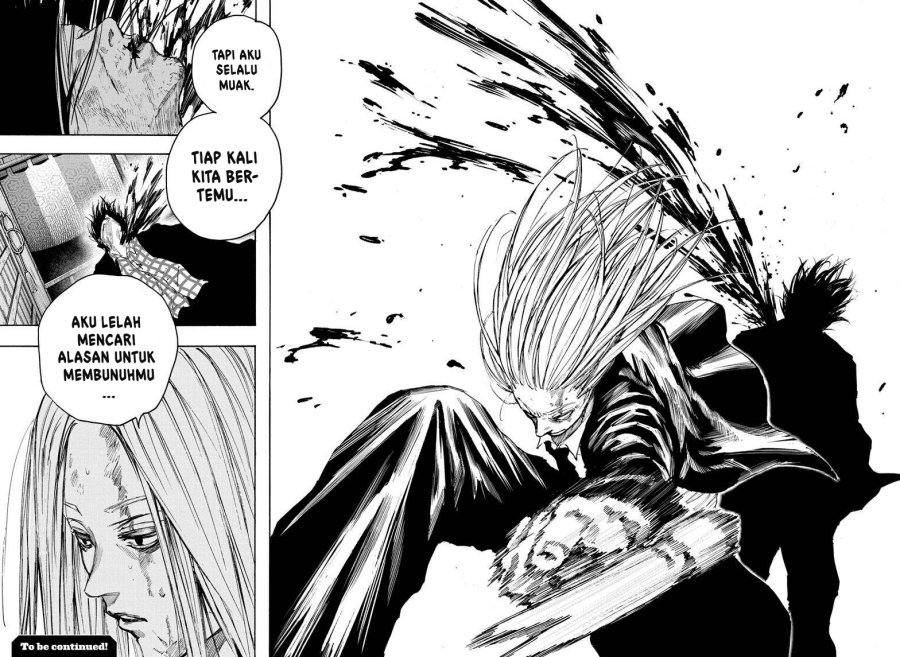 TAPI AKU
SELALU
MUAK.
TIAP KALI
KITA BER-
TEMU...
AKU LELAH
MENCARI
ALASAN UNTUK
MEMBUNUHMU
...
To be continued!